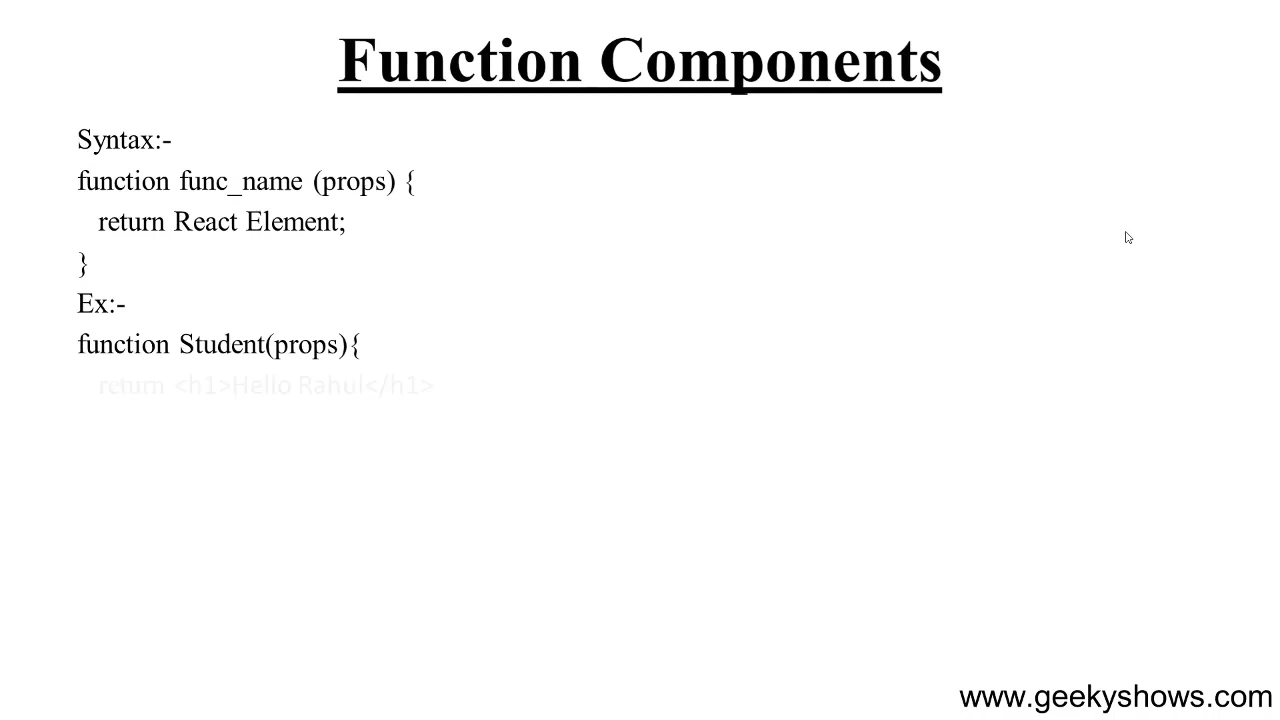 Function Components
Syntax:-
function func_name (props) {
return React Element;
}
Ex:-
function Student(props){
return <h1>Hello Rahul</h1>
www.geekyshows.com